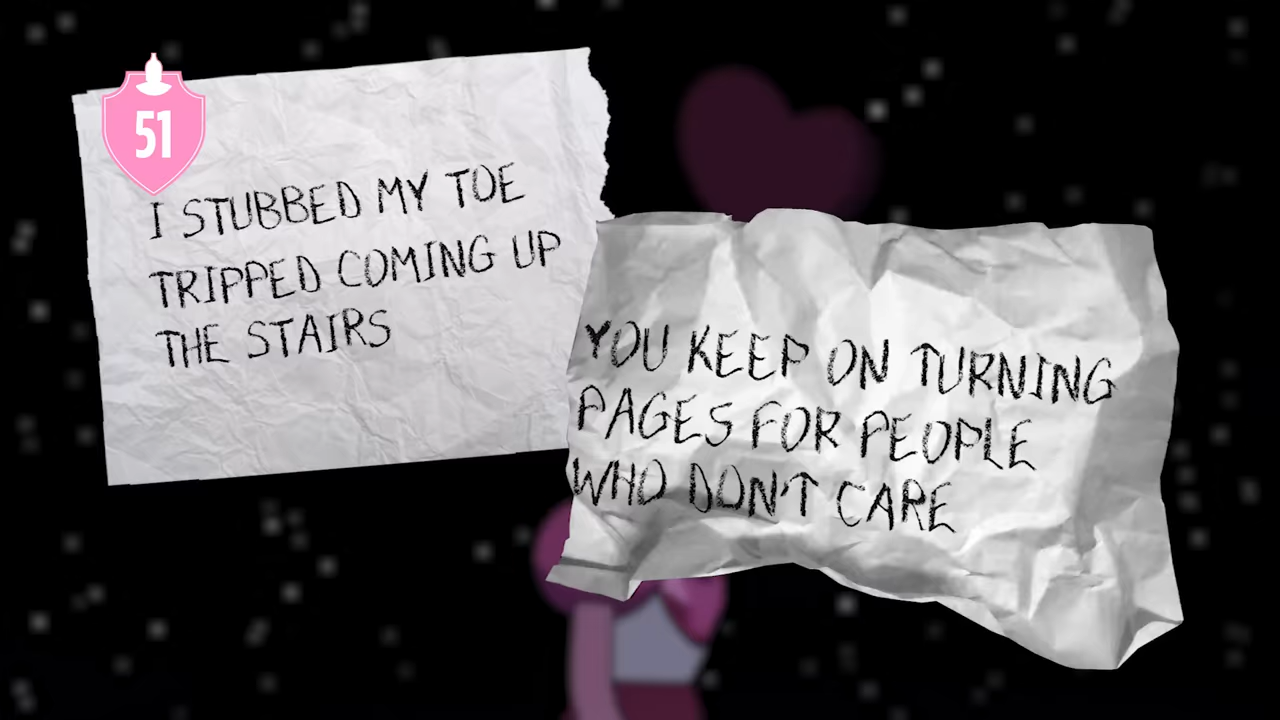 51
I STUBBED MY TOE
TRIPPED COMING UP
THE STAIRS
YOU KEEP ON TURNING
PAGES FOR PEOPLE
WHO DON'T CARE